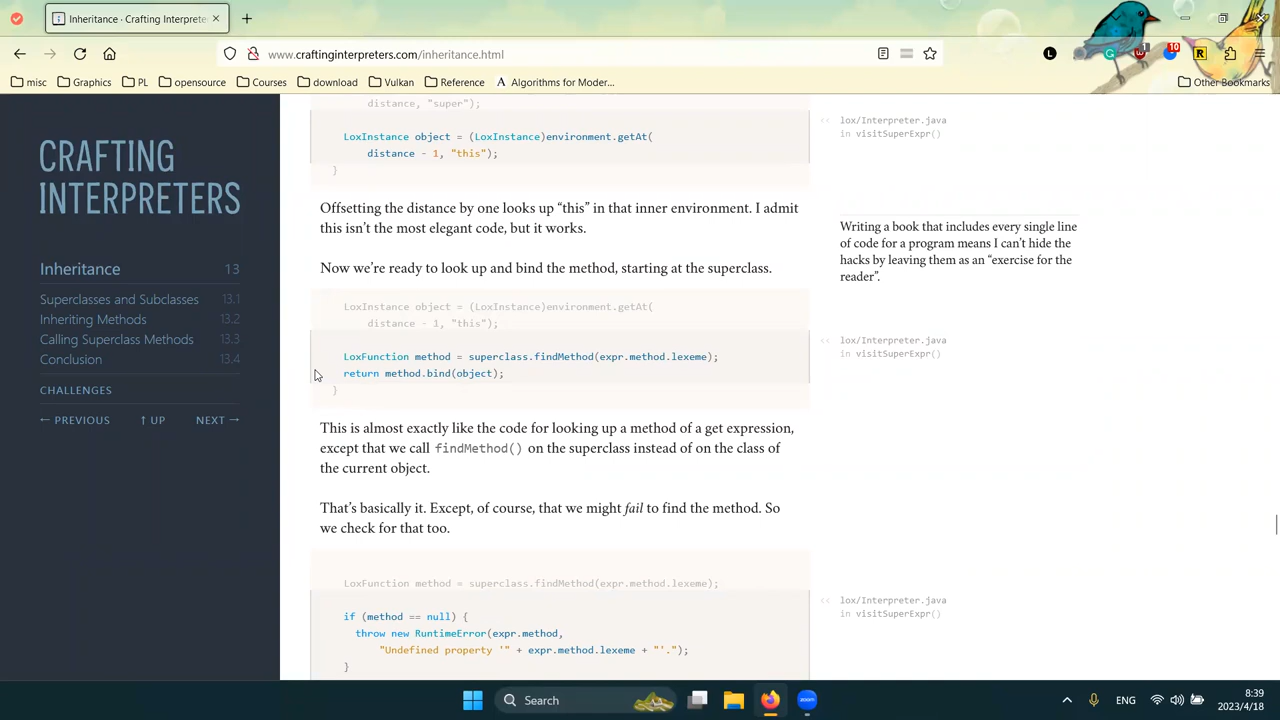 Inheritance · Crafting Interpreter
www.craftinginterpreters.com/inheritance.html
misc Graphics PL opensource Courses download Vulkan Reference Algorithms for Moder... Other Bookmarks
CRAFTING
INTERPRETERS
Inheritance 13
Superclasses and Subclasses 13.1
Inheriting Methods 13.2
Calling Superclass Methods 13.3
Conclusion 13.4
CHALLENGES
← PREVIOUS ↑ UP NEXT →
distance, "super");
LoxInstance object = (LoxInstance)environment.getAt(
distance - 1, "this");
}
<< lox/Interpreter.java
in visitSuperExpr()
Offsetting the distance by one looks up “this” in that inner environment. I admit
this isn’t the most elegant code, but it works.
Writing a book that includes every single line
of code for a program means I can’t hide the
hacks by leaving them as an “exercise for the
reader”.
Now we’re ready to look up and bind the method, starting at the superclass.
LoxInstance object = (LoxInstance)environment.getAt(
distance - 1, "this");
LoxFunction method = superclass.findMethod(expr.method.lexeme);
return method.bind(object);
}
<< lox/Interpreter.java
in visitSuperExpr()
This is almost exactly like the code for looking up a method of a get expression,
except that we call findMethod() on the superclass instead of on the class of
the current object.
That’s basically it. Except, of course, that we might fail to find the method. So
we check for that too.
LoxFunction method = superclass.findMethod(expr.method.lexeme);
if (method == null) {
throw new RuntimeError(expr.method,
"Undefined property '" + expr.method.lexeme + "'.");
}
<< lox/Interpreter.java
in visitSuperExpr()
Search
ENG
8:39
2023/4/18
L
1
10
R